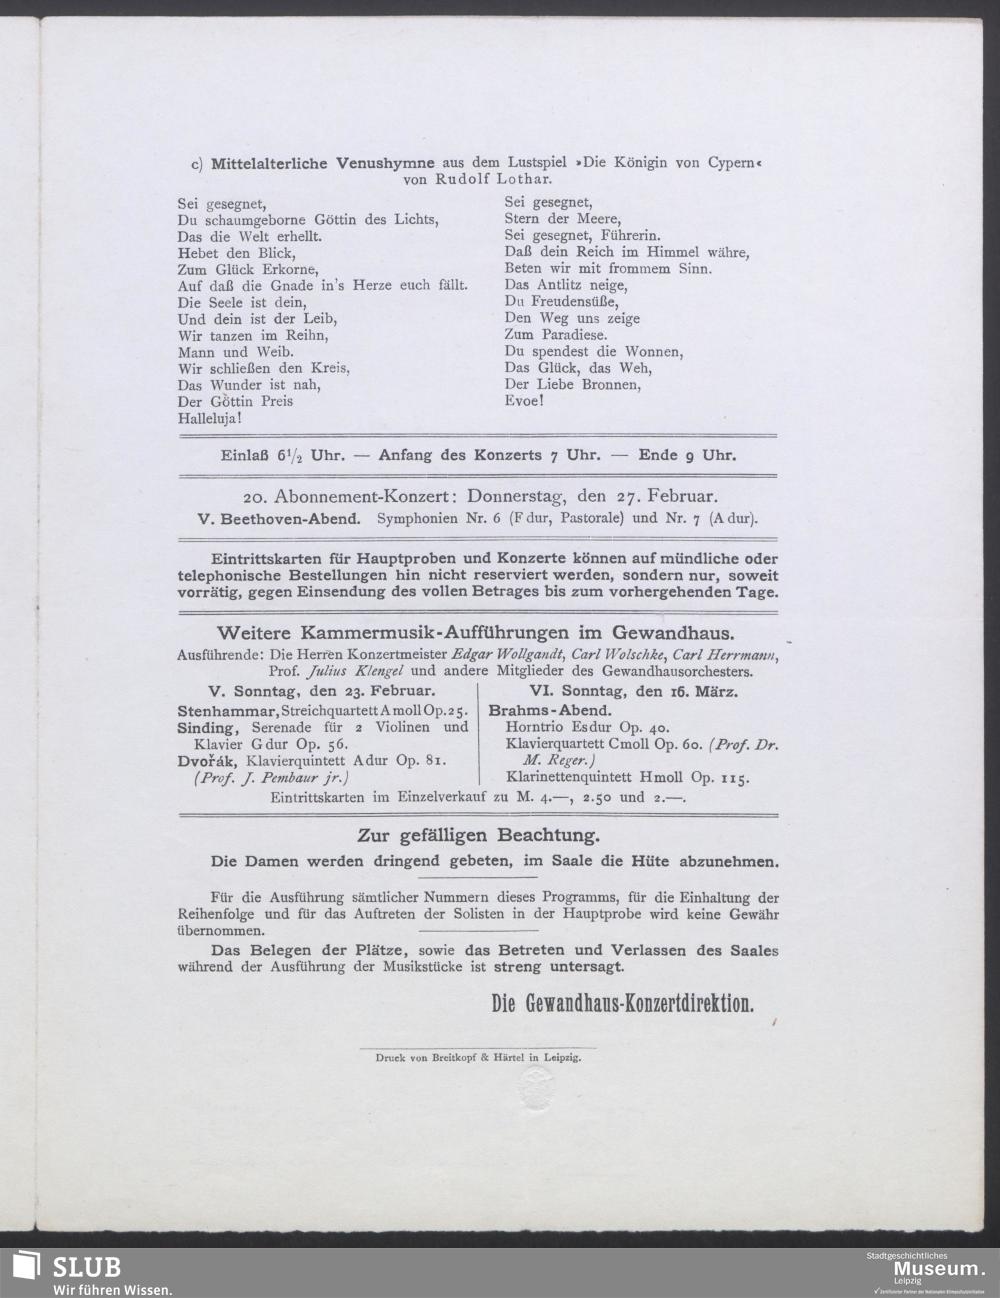 c) Mittelalterliche Venushymne aus dem Lustspiel »Die Königin von Cypern«
von Rudolf Lothar.
Sei gesegnet,
Du schaumgeborne Göttin des Lichts,
Das die Welt erhellt.
Hebet den Blick,
Zum Glück Erkorne,
Auf daß die Gnade in's Herze euch fällt.
Die Seele ist dein,
Und dein ist der Leib,
Wir tanzen im Reihn,
Mann und Weib.
Wir schließen den Kreis,
Das Wunder ist nah,
Der Göttin Preis
Halleluja!
Sei gesegnet,
Stern der Meere,
Sei gesegnet, Führerin.
Daß dein Reich im Himmel währe,
Beten wir mit frommem Sinn.
Das Antlitz neige,
Du Freudensüße,
Den Weg uns zeige
Zum Paradiese.
Du spendest die Wonnen,
Das Glück, das Weh,
Der Liebe Bronnen,
Evoe!
Einlaß 6½ Uhr. — Anfang des Konzerts 7 Uhr. — Ende 9 Uhr.
20. Abonnement-Konzert: Donnerstag, den 27. Februar.
V. Beethoven-Abend. Symphonien Nr. 6 (F dur, Pastorale) und Nr. 7 (A dur).
Eintrittskarten für Hauptproben und Konzerte können auf mündliche oder
telephonische Bestellungen hin nicht reserviert werden, sondern nur, soweit
vorrätig, gegen Einsendung des vollen Betrages bis zum vorhergehenden Tage.
Weitere Kammermusik-Aufführungen im Gewandhaus.
Ausführende: Die Herren Konzertmeister Edgar Wollgandt, Carl Wolschke, Carl Herrmann,
Prof. Julius Klengel und andere Mitglieder des Gewandhausorchesters.
V. Sonntag, den 23. Februar.
Stenhammar, Streichquartett A moll Op. 25.
Sinding, Serenade für 2 Violinen und
Klavier G dur Op. 56.
Dvořák, Klavierquintett A dur Op. 81.
(Prof. J. Pembaur jr.)
VI. Sonntag, den 16. März.
Brahms-Abend.
Horntrio Es dur Op. 40.
Klavierquartett C moll Op. 60. (Prof. Dr.
M. Reger.)
Klarinettenquintett H moll Op. 115.
Eintrittskarten im Einzelverkauf zu M. 4.—, 2.50 und 2.—.
Zur gefälligen Beachtung.
Die Damen werden dringend gebeten, im Saale die Hüte abzunehmen.
Für die Ausführung sämtlicher Nummern dieses Programms, für die Einhaltung der
Reihenfolge und für das Auftreten der Solisten in der Hauptprobe wird keine Gewähr
übernommen.
Das Belegen der Plätze, sowie das Betreten und Verlassen des Saales
während der Ausführung der Musikstücke ist streng untersagt.
Die Gewandhaus-Konzertdirektion.
Druck von Breitkopf & Härtel in Leipzig.
SLUB
Wir führen Wissen.
Stadtgeschichtliches
Museum.
Leipzig
Zertifizierter Partner der Nationalen Klimaschutzinitiative